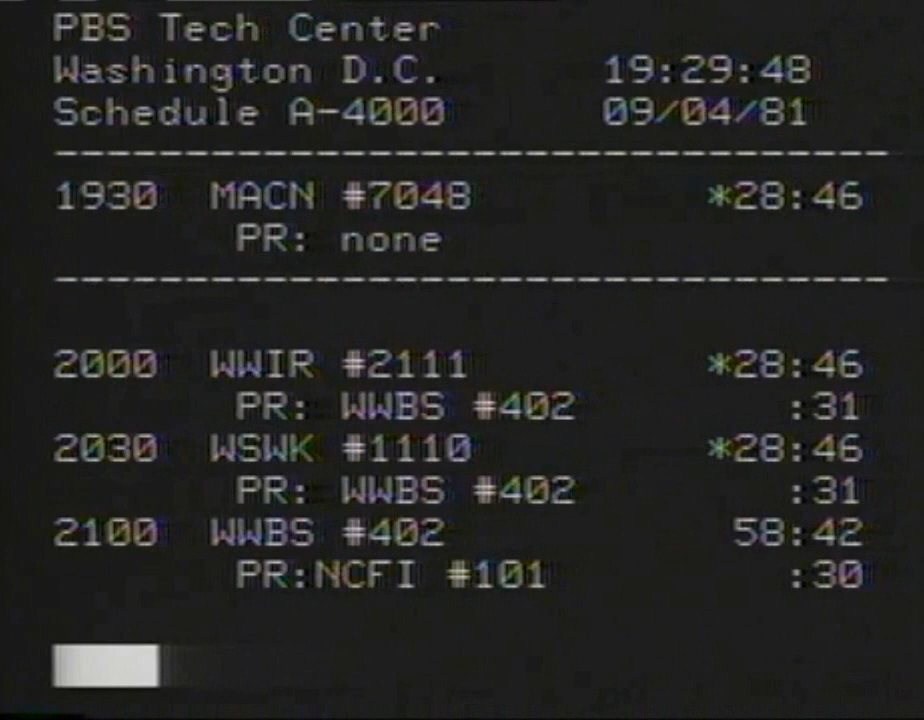 PBS Tech Center
Washington D.C. 19:29:48
Schedule A-4000 09/04/81
--------------------------------
1930 MACN #7048 *28:46
PR: none
--------------------------------
2000 WWIR #2111 *28:46
PR: WWBS #402 :31
2030 WSWK #1110 *28:46
PR: WWBS #402 :31
2100 WWBS #402 58:42
PR:NCFI #101 :30